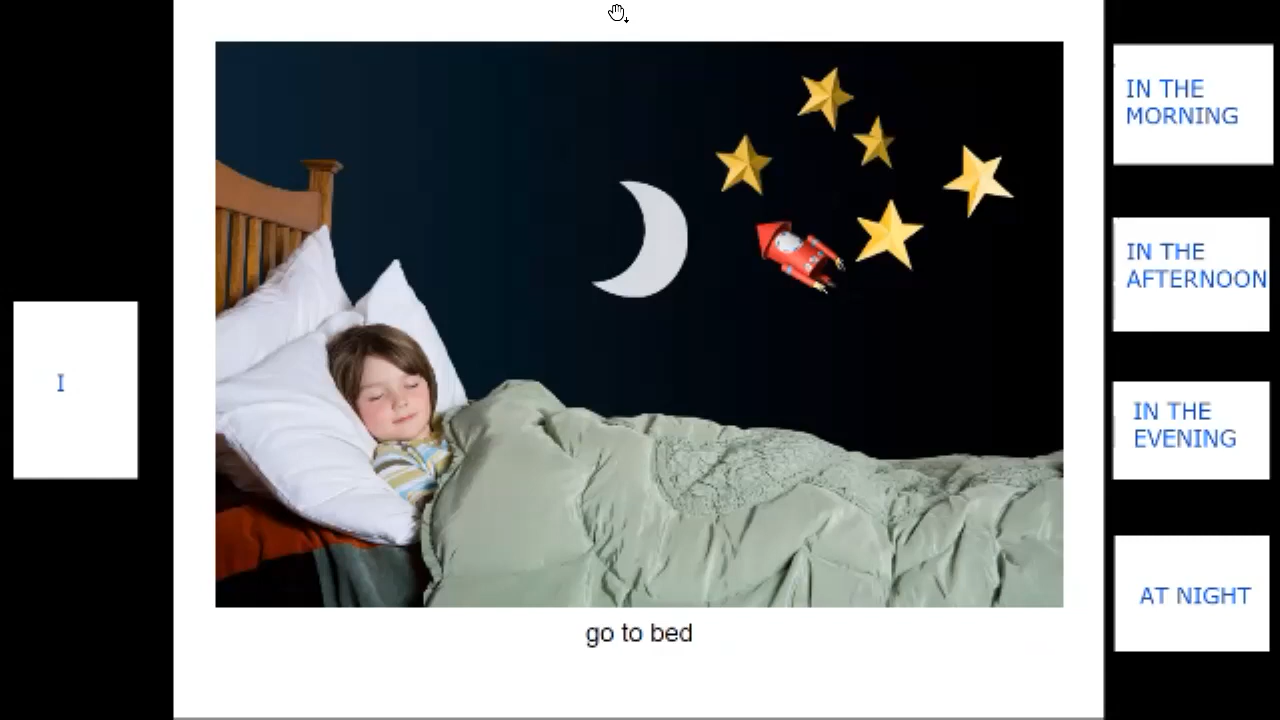 I
go to bed
IN THE
MORNING
IN THE
AFTERNOON
IN THE
EVENING
AT NIGHT